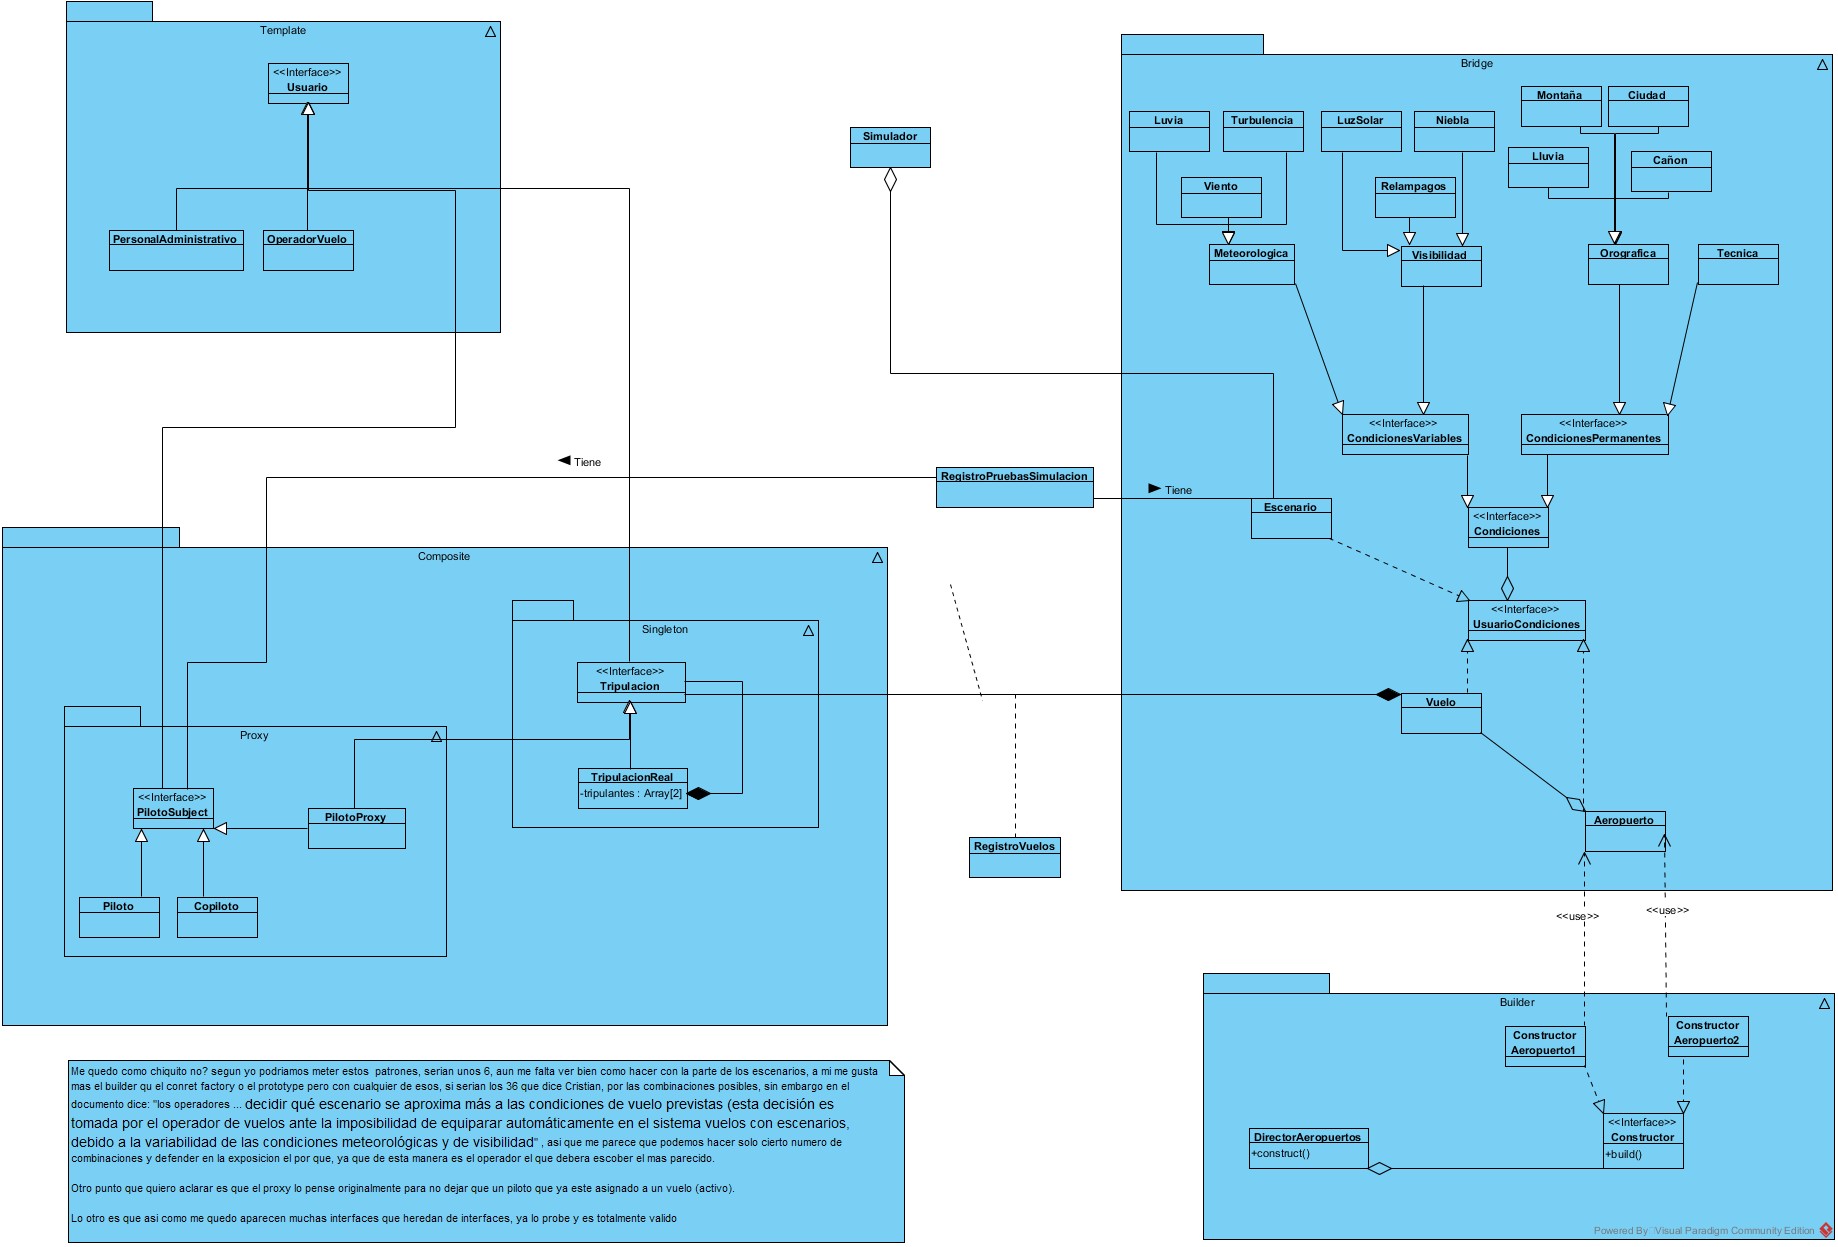 Template
<<Interface>>
Usuario
PersonalAdministrativo
OperadorVuelo
Simulador
Bridge
Montaña
Ciudad
Luvia
Turbulencia
LuzSolar
Niebla
Lluvia
Cañon
Viento
Relampagos
Meteorologica
Visibilidad
Orografica
Tecnica
<<Interface>>
CondicionesVariables
<<Interface>>
CondicionesPermanentes
Tiene
RegistroPruebasSimulacion
Tiene
Escenario
<<Interface>>
Condiciones
<<Interface>>
UsuarioCondiciones
Vuelo
Aeropuerto
Composite
Singleton
<<Interface>>
Tripulacion
TripulacionReal
-tripulantes : Array[2]
Proxy
<<Interface>>
PilotoSubject
PilotoProxy
Piloto
Copiloto
RegistroVuelos
<<use>>
<<use>>
Builder
Constructor
Aeropuerto1
Constructor
Aeropuerto2
<<Interface>>
Constructor
+build()
DirectorAeropuertos
+construct()
Me quedo como chiquito no? segun yo podriamos meter estos patrones, serian unos 6, aun me falta ver bien como hacer con la parte de los escenarios, a mi me gusta
mas el builder qu el conret factory o el prototype pero con cualquier de esos, si serian los 36 que dice Cristian, por las combinaciones posibles, sin embargo en el
documento dice: "los operadores ... decidir qué escenario se aproxima más a las condiciones de vuelo previstas (esta decisión es
tomada por el operador de vuelos ante la imposibilidad de equiparar automáticamente en el sistema vuelos con escenarios,
debido a la variabilidad de las condiciones meteorológicas y de visibilidad" , asi que me parece que podemos hacer solo cierto numero de
combinaciones y defender en la exposicion el por que, ya que de esta manera es el operador el que debera escober el mas parecido.
Otro punto que quiero aclarar es que el proxy lo pense originalmente para no dejar que un piloto que ya este asignado a un vuelo (activo).
Lo otro es que asi como me quedo aparecen muchas interfaces que heredan de interfaces, ya lo probe y es totalmente valido
Powered By Visual Paradigm Community Edition